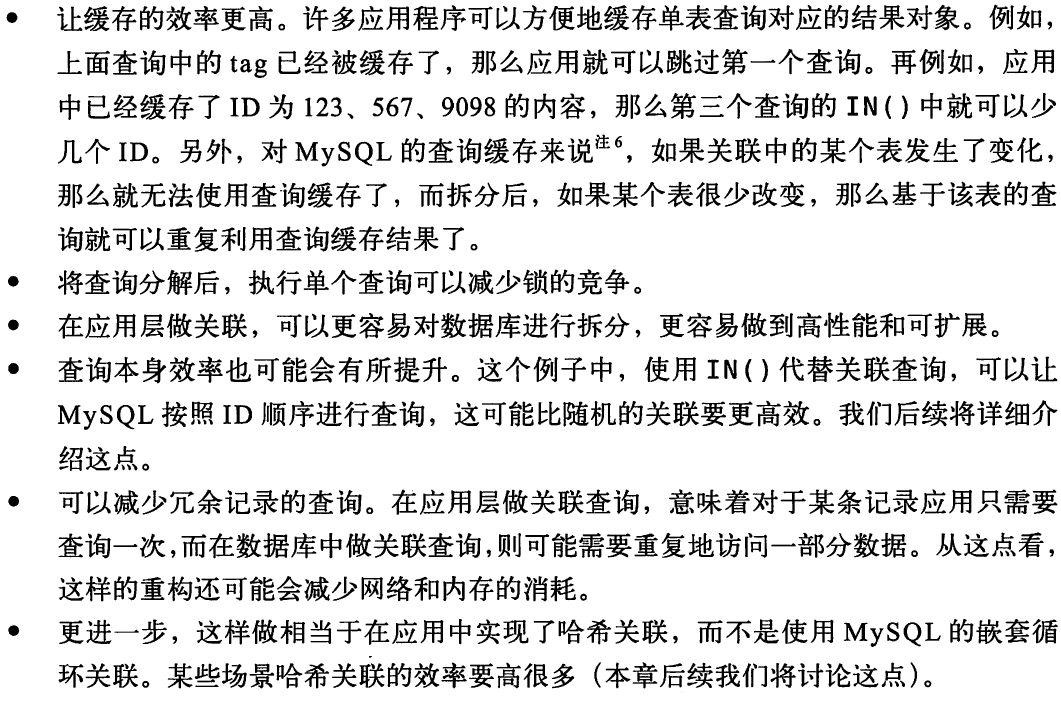 ● 让缓存的效率更高。许多应用程序可以方便地缓存单表查询对应的结果对象。例如，
上面查询中的 tag 已经被缓存了，那么应用就可以跳过第一个查询。再例如，应用
中已经缓存了 ID 为 123、567、9098 的内容，那么第三个查询的 IN() 中就可以少
几个 ID。另外，对 MySQL 的查询缓存来说注6，如果关联中的某个表发生了变化，
那么就无法使用查询缓存了，而拆分后，如果某个表很少改变，那么基于该表的查
询就可以重复利用查询缓存结果了。
● 将查询分解后，执行单个查询可以减少锁的竞争。
● 在应用层做关联，可以更容易对数据库进行拆分，更容易做到高性能和可扩展。
● 查询本身效率也可能会有所提升。这个例子中，使用 IN() 代替关联查询，可以让
MySQL 按照 ID 顺序进行查询，这可能比随机的关联要更高效。我们后续将详细介
绍这点。
● 可以减少冗余记录的查询。在应用层做关联查询，意味着对于某条记录应用只需要
查询一次，而在数据库中做关联查询，则可能需要重复地访问一部分数据。从这点看，
这样的重构还可能会减少网络和内存的消耗。
● 更进一步，这样做相当于在应用中实现了哈希关联，而不是使用 MySQL 的嵌套循
环关联。某些场景哈希关联的效率要高很多（本章后续我们将讨论这点）。